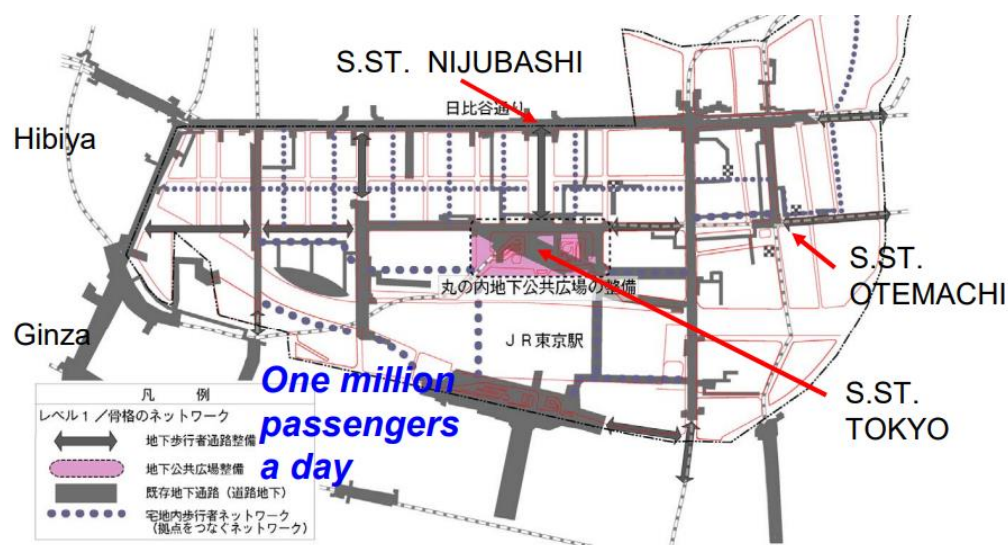 S.ST. NIJUBASHI
日比谷通り
Hibiya
S.ST.
OTEMACHI
丸の内地下公共広場の整備
Ginza
JR東京駅
S.ST.
TOKYO
One million
passengers
a day
凡 例
レベル1/骨格のネットワーク
地下歩行者通路整備
地下公共広場整備
既存地下通路(道路地下)
宅地内歩行者ネットワーク
(拠点をつなぐネットワーク)